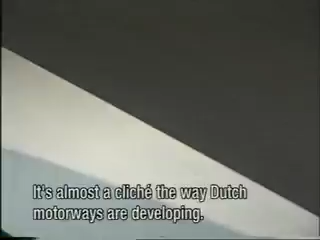 It's almost a cliché the way Dutch
motorways are developing.